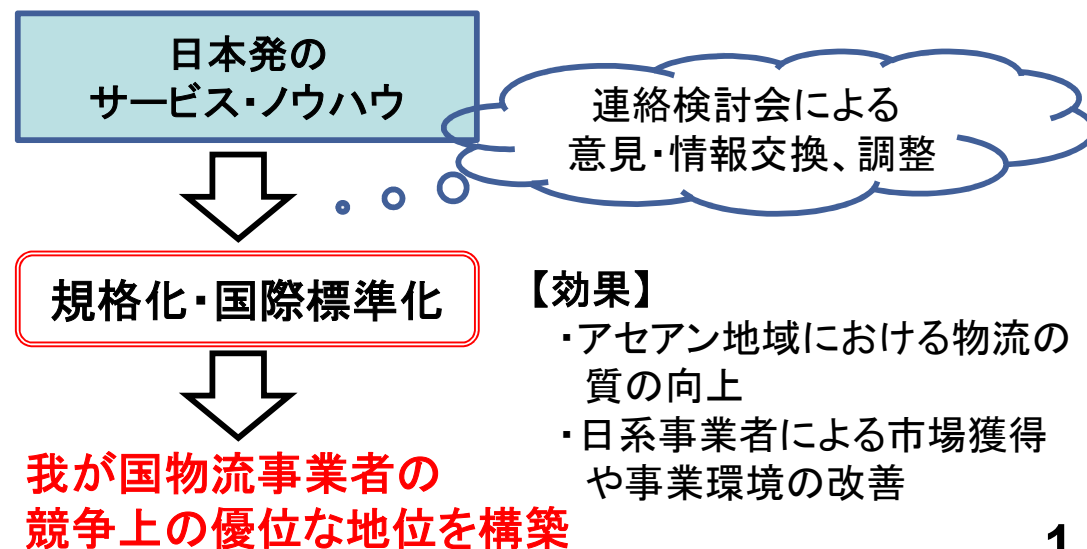 日本発の
サービス・ノウハウ
連絡検討会による
意見・情報交換、調整
規格化・国際標準化
【効果】
・アセアン地域における物流の
質の向上
・日系事業者による市場獲得
や事業環境の改善
我が国物流事業者の
競争上の優位な地位を構築
1